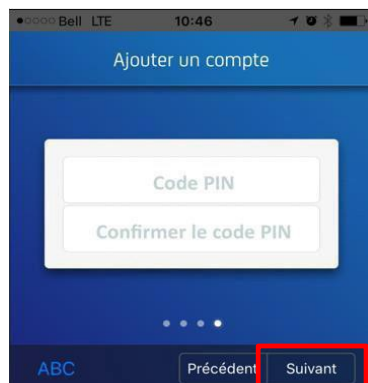 Bell LTE 10:46
Ajouter un compte
Code PIN
Confirmer le code PIN
ABC Précédent Suivant